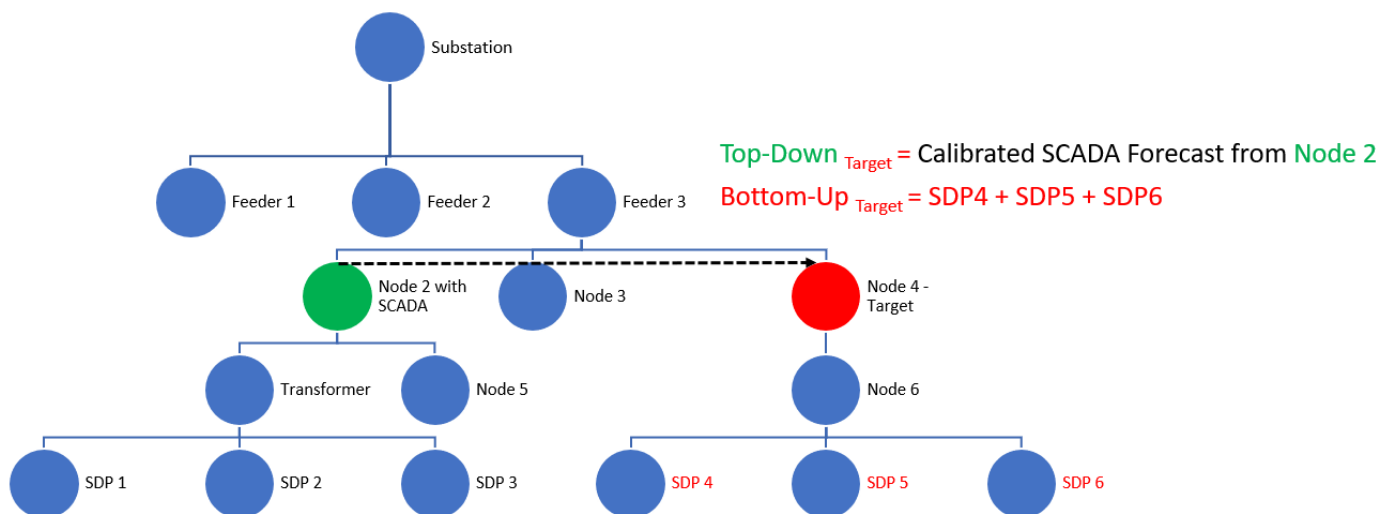 Substation
Top-Down Target = Calibrated SCADA Forecast from Node 2
Bottom-Up Target = SDP4 + SDP5 + SDP6
Feeder 1
Feeder 2
Feeder 3
Node 2 with
SCADA
Node 3
Node 4 -
Target
Transformer
Node 5
Node 6
SDP 1
SDP 2
SDP 3
SDP 4
SDP 5
SDP 6